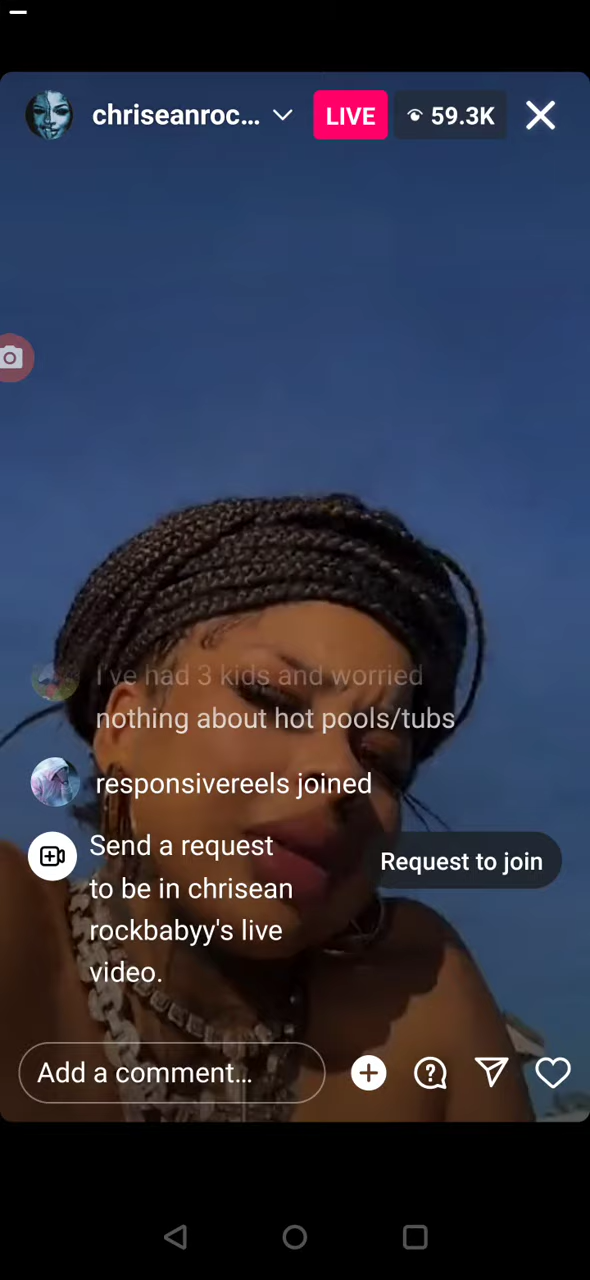 chriseanroc...
LIVE
59.3K
I've had 3 kids and worried
nothing about hot pools/tubs
responsivereels joined
Send a request
to be in chrisean
rockbabyy's live
video.
Request to join
Add a comment...